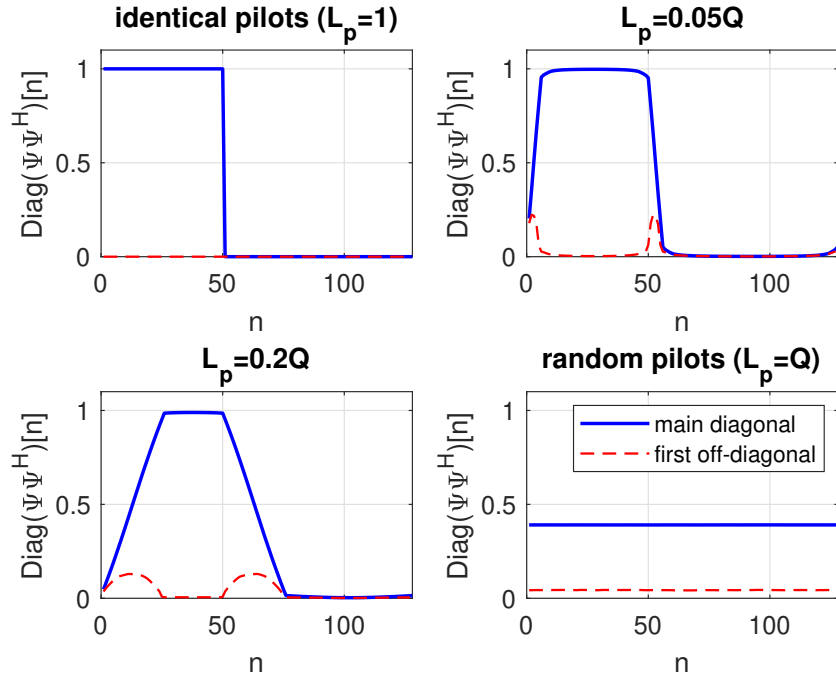 identical pilots (L_p=1)
Diag(ΨΨ^H)[n]
1
0.5
0
0 50 100
n
L_p=0.05Q
Diag(ΨΨ^H)[n]
1
0.5
0
0 50 100
n
L_p=0.2Q
Diag(ΨΨ^H)[n]
1
0.5
0
0 50 100
n
random pilots (L_p=Q)
Diag(ΨΨ^H)[n]
1
0.5
0
0 50 100
n
main diagonal
first off-diagonal